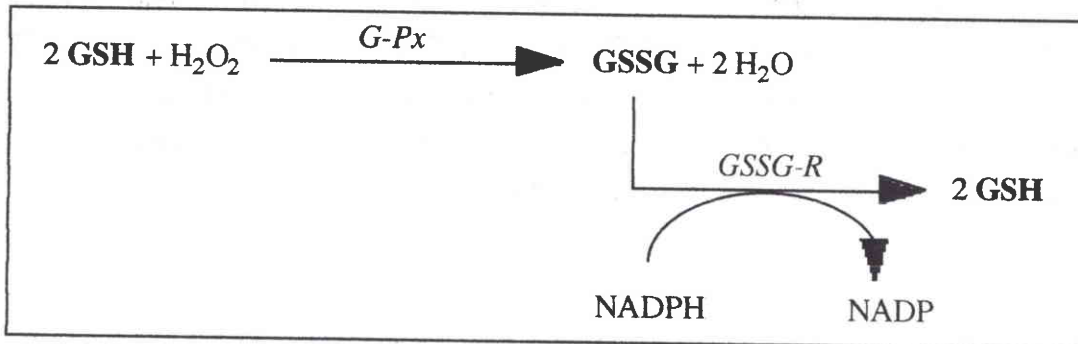 G-Px
2 GSH + H₂O₂ GSSG + 2 H₂O
GSSG-R
2 GSH
NADPH NADP